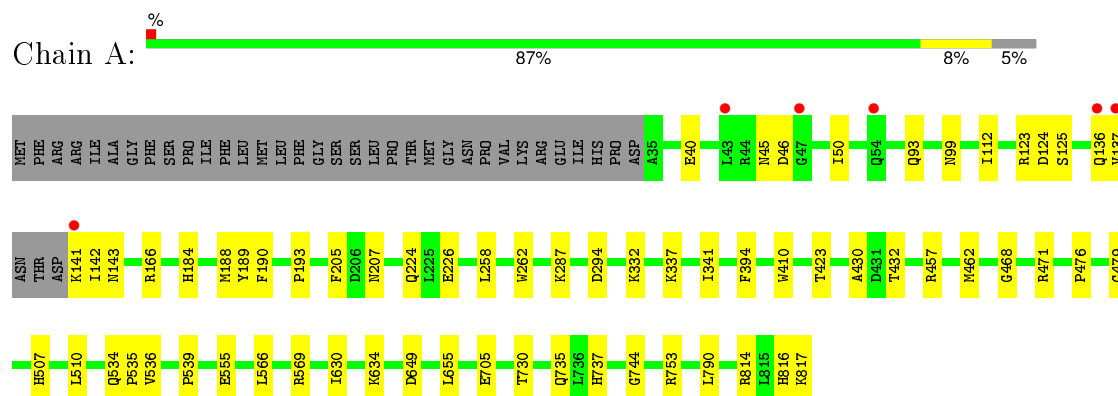 %
Chain A:
87% 8% 5%
MET PHE ARG ARG ILE ALA GLY PHE SER PRO ILE PHE LEU MET LEU PHE GLY SER SER LEU PRO THR MET GLY ASN PRO VAL LYS ARG GLU ILE HIS PRO ASP A35 E40 L43 R44 N45 D46 G47 I50 Q54 Q93 N99 I112 R123 D124 S125 Q136 V137
ASN THR ASP K141 I142 N143 R166 H184 M188 Y189 F190 P193 F205 D206 N207 Q224 L225 E226 L258 W262 K287 D294 K332 K337 I341 F394 W410 T423 A430 D431 T432 R457 M462 G468 R471 P476
H507 L510 Q534 P535 V536 P539 E555 L566 R569 I630 K634 D649 L655 E705 T730 Q735 L736 H737 G744 R753 L790 R814 L815 H816 K817